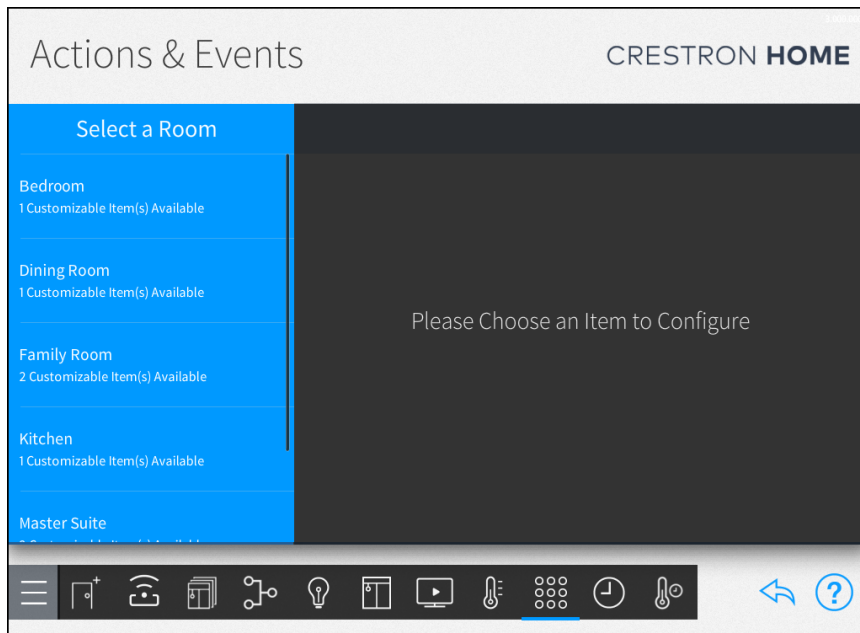 Actions & Events
CRESTRON HOME
Select a Room
Bedroom
1 Customizable Item(s) Available
Dining Room
1 Customizable Item(s) Available
Please Choose an Item to Configure
Family Room
2 Customizable Item(s) Available
Kitchen
1 Customizable Item(s) Available
Master Suite
?